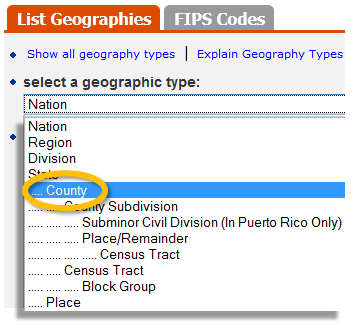 List Geographies FIPS Codes
Show all geography types | Explain Geography Types
select a geographic type:
Nation
Nation
Region
Division
State
..... County
..... ..... County Subdivision
..... ..... ..... Subminor Civil Division (In Puerto Rico Only)
..... ..... ..... Place/Remainder
..... ..... ..... ..... Census Tract
..... ..... Census Tract
..... ..... ..... Block Group
..... Place